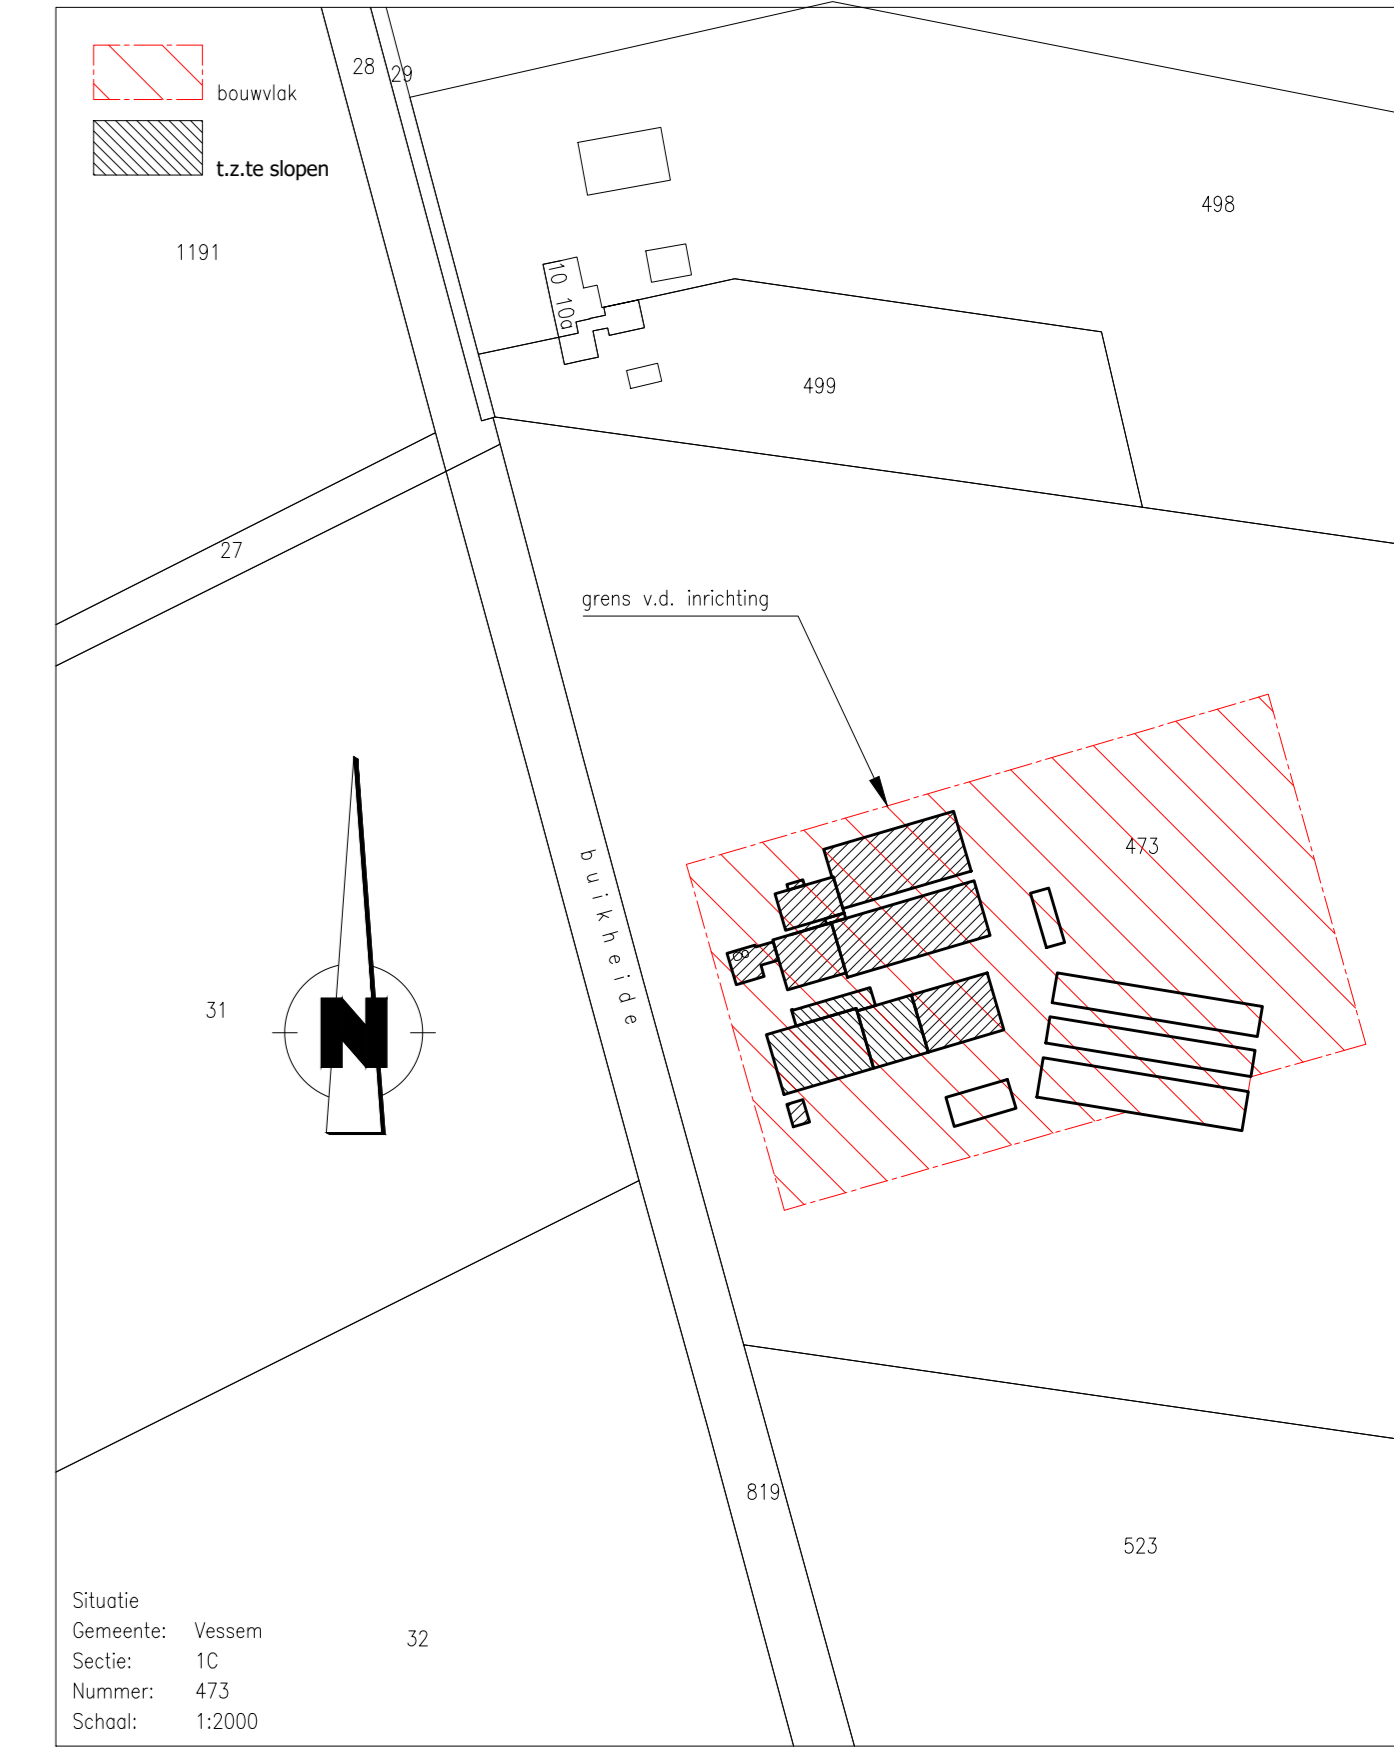 28
29
bouwvlak
t.z.te slopen
498
1191
10 10a
499
27
grens v.d. inrichting
473
buikheide
8
31
N
819
523
Situatie
Gemeente: Vessem
Sectie: 1C
Nummer: 473
Schaal: 1:2000
32